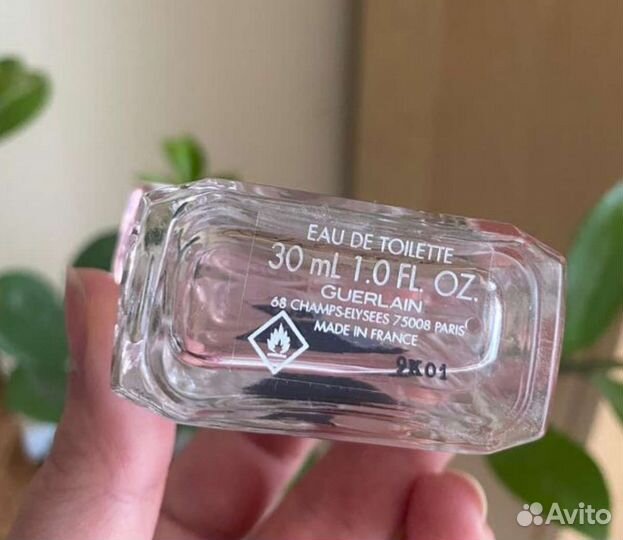 EAU DE TOILETTE
30 mL 1.0 FL. OZ.
GUERLAIN
68 CHAMPS-ELYSEES 75008 PARIS
MADE IN FRANCE
9K01
Avito